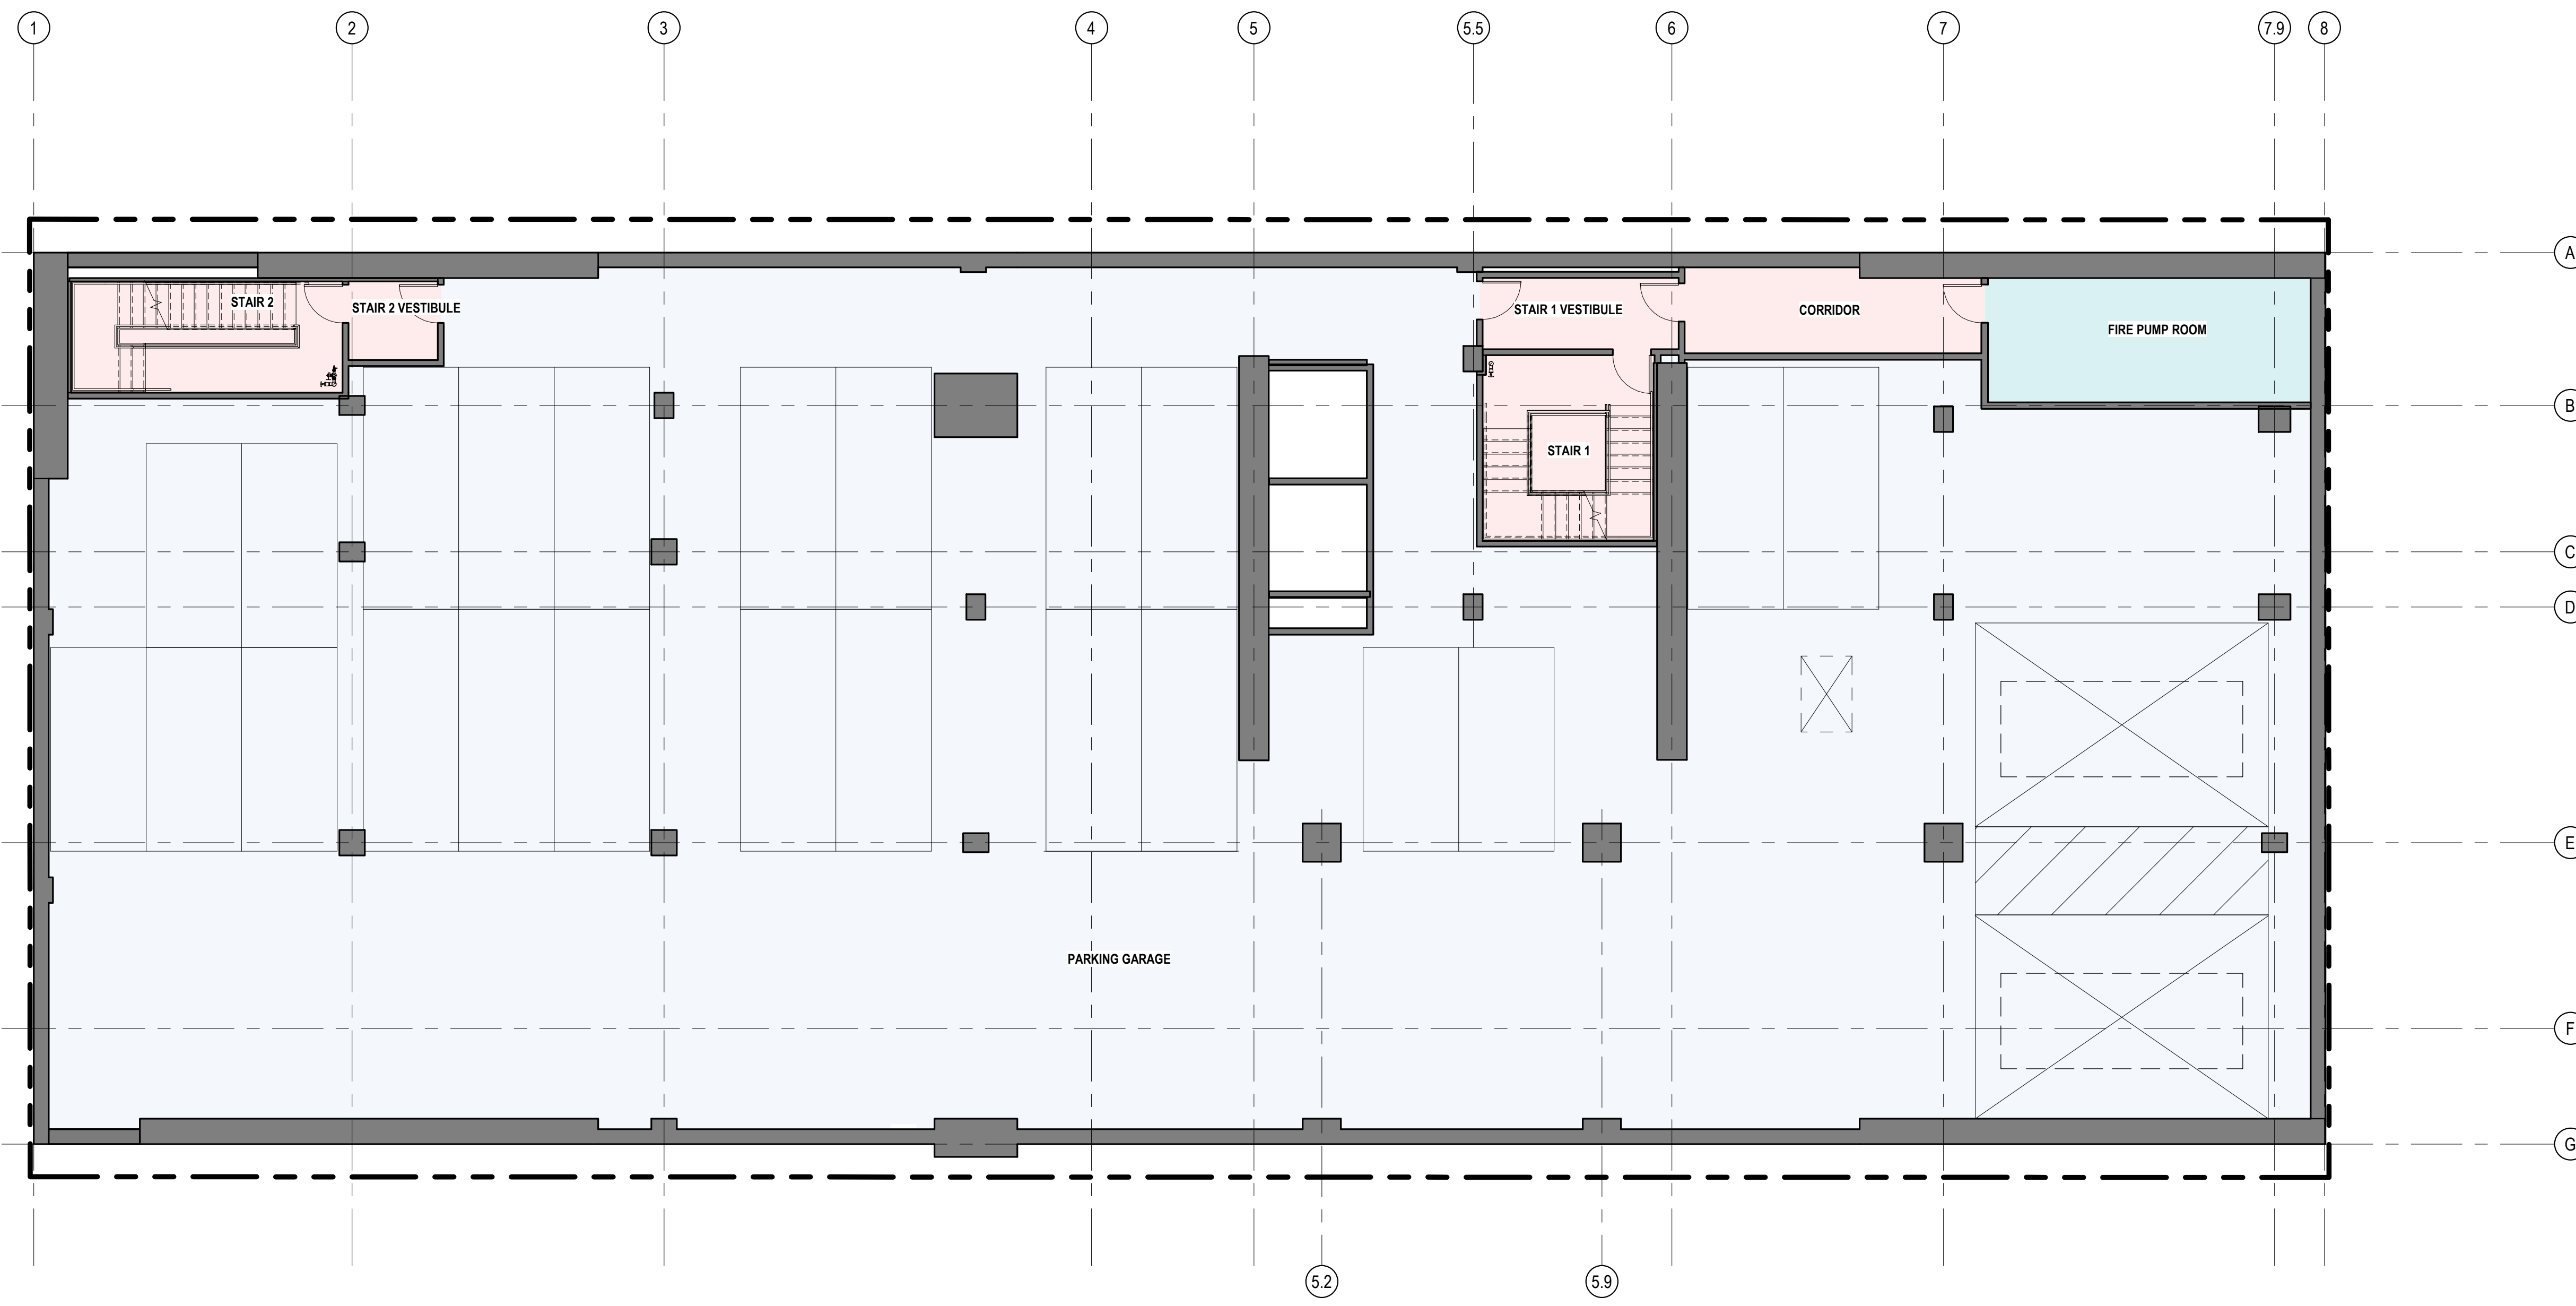 1 2 3 4 5 5.5 6 7 7.9 8
A
STAIR 2
STAIR 2 VESTIBULE
STAIR 1 VESTIBULE
CORRIDOR
FIRE PUMP ROOM
B
STAIR 1
C
D
E
PARKING GARAGE
F
G
5.2 5.9